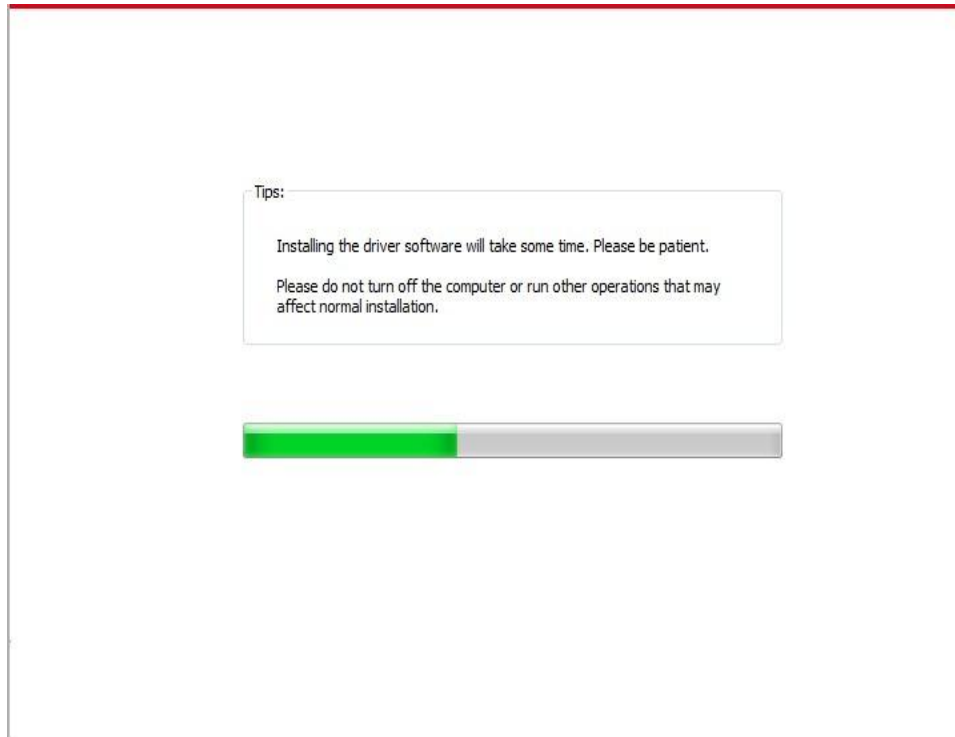 Tips:
Installing the driver software will take some time. Please be patient.
Please do not turn off the computer or run other operations that may
affect normal installation.